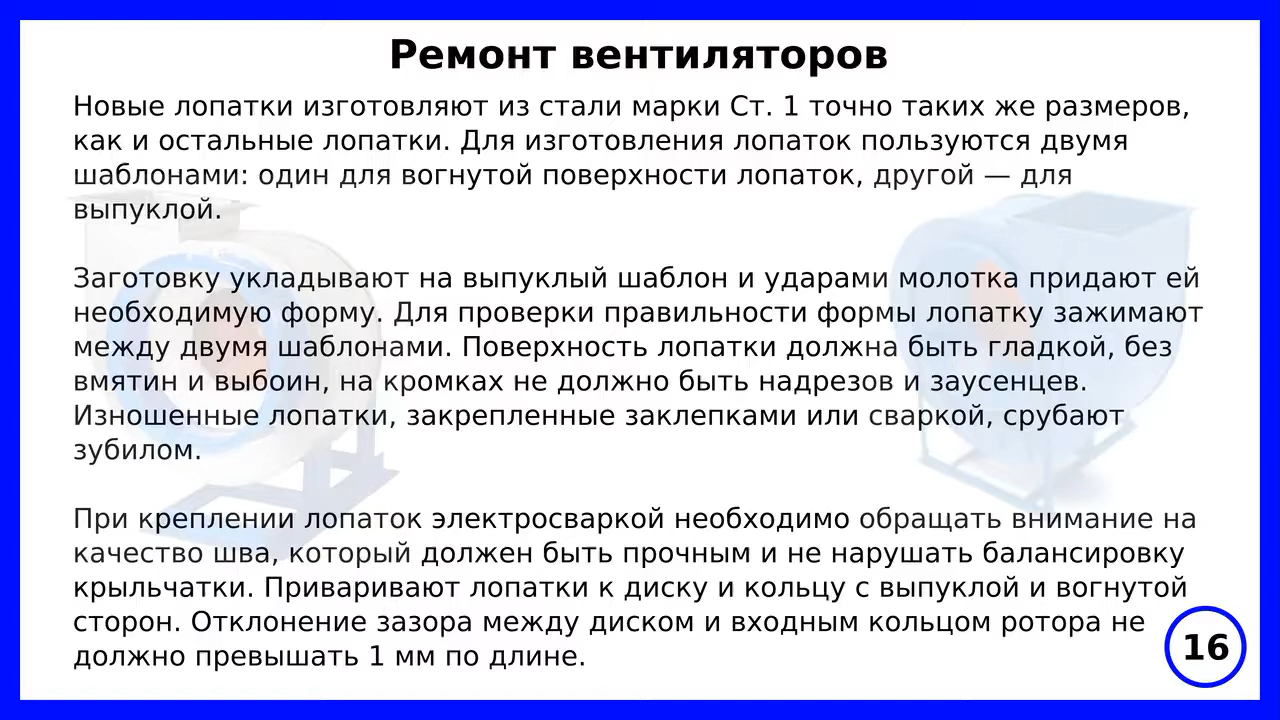 Ремонт вентиляторов
Новые лопатки изготовляют из стали марки Ст. 1 точно таких же размеров,
как и остальные лопатки. Для изготовления лопаток пользуются двумя
шаблонами: один для вогнутой поверхности лопаток, другой — для
выпуклой.
Заготовку укладывают на выпуклый шаблон и ударами молотка придают ей
необходимую форму. Для проверки правильности формы лопатку зажимают
между двумя шаблонами. Поверхность лопатки должна быть гладкой, без
вмятин и выбоин, на кромках не должно быть надрезов и заусенцев.
Изношенные лопатки, закрепленные заклепками или сваркой, срубают
зубилом.
При креплении лопаток электросваркой необходимо обращать внимание на
качество шва, который должен быть прочным и не нарушать балансировку
крыльчатки. Приваривают лопатки к диску и кольцу с выпуклой и вогнутой
сторон. Отклонение зазора между диском и входным кольцом ротора не
должно превышать 1 мм по длине.
16